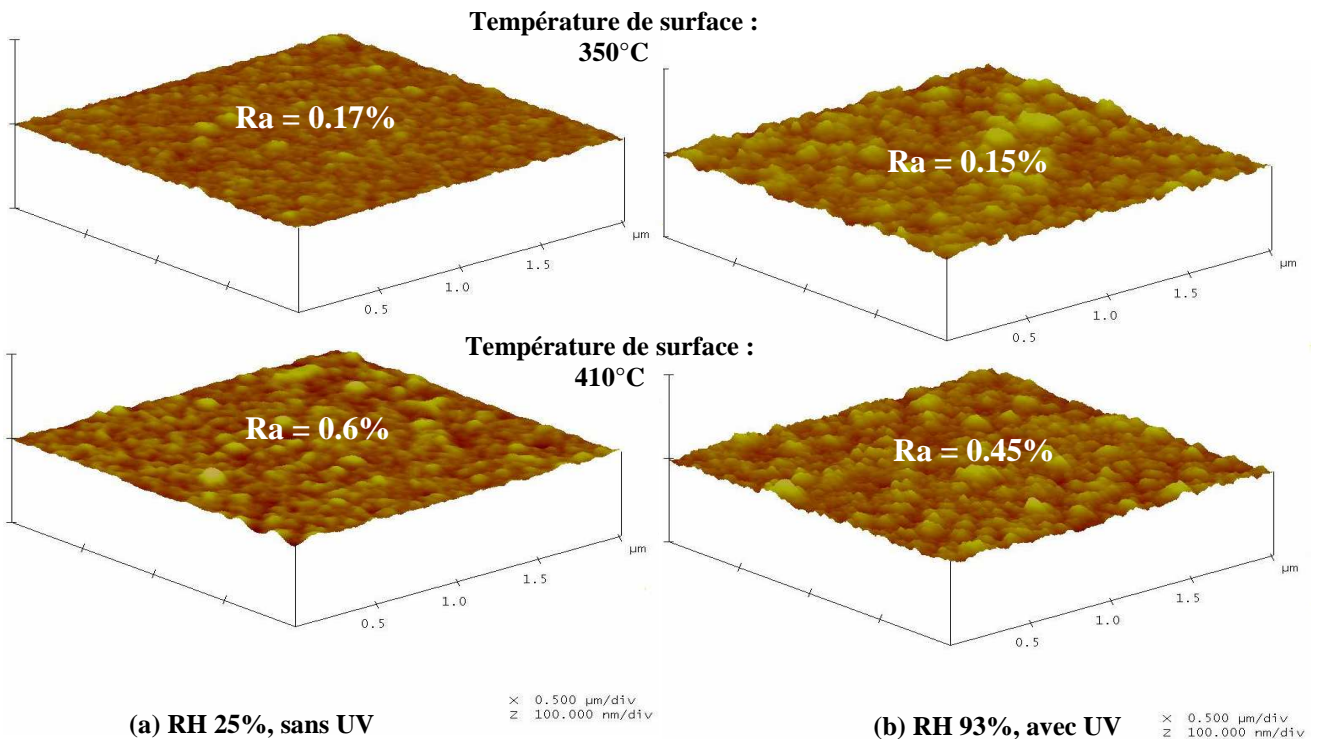 Température de surface :
350°C
Ra = 0.17%
Ra = 0.15%
µm
1.5
1.0
0.5
µm
1.5
1.0
0.5
Température de surface :
410°C
Ra = 0.6%
Ra = 0.45%
µm
1.5
1.0
0.5
µm
1.5
1.0
0.5
(a) RH 25%, sans UV
X 0.500 µm/div
Z 100.000 nm/div
(b) RH 93%, avec UV
X 0.500 µm/div
Z 100.000 nm/div